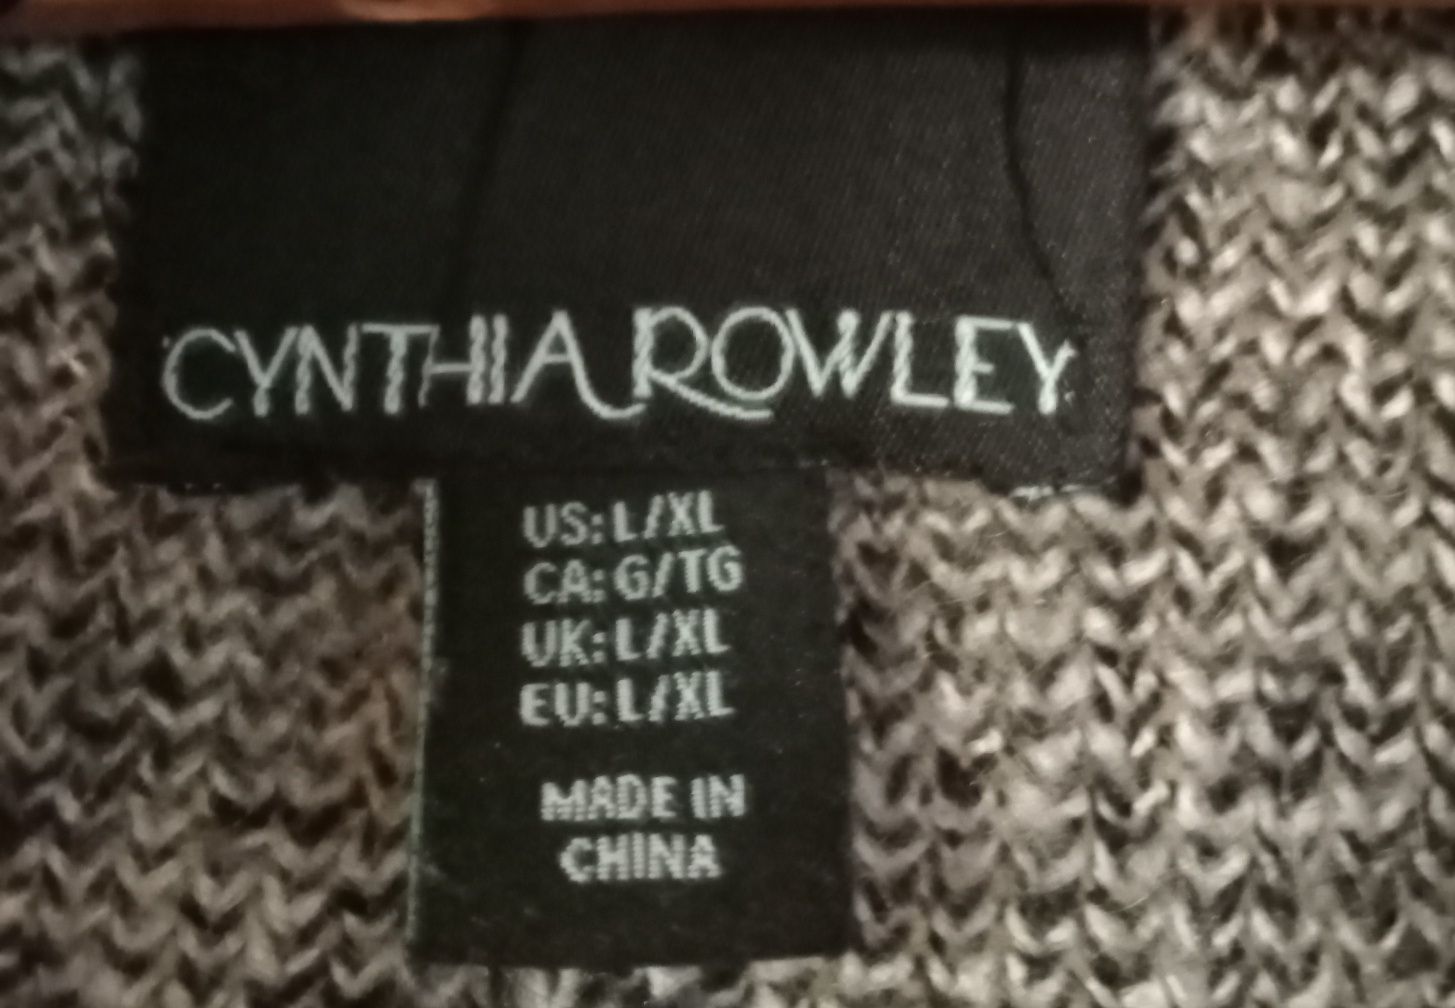 CYNTHIA ROWLEY
US: L/XL
CA: G/TG
UK: L/XL
EU: L/XL
MADE IN
CHINA